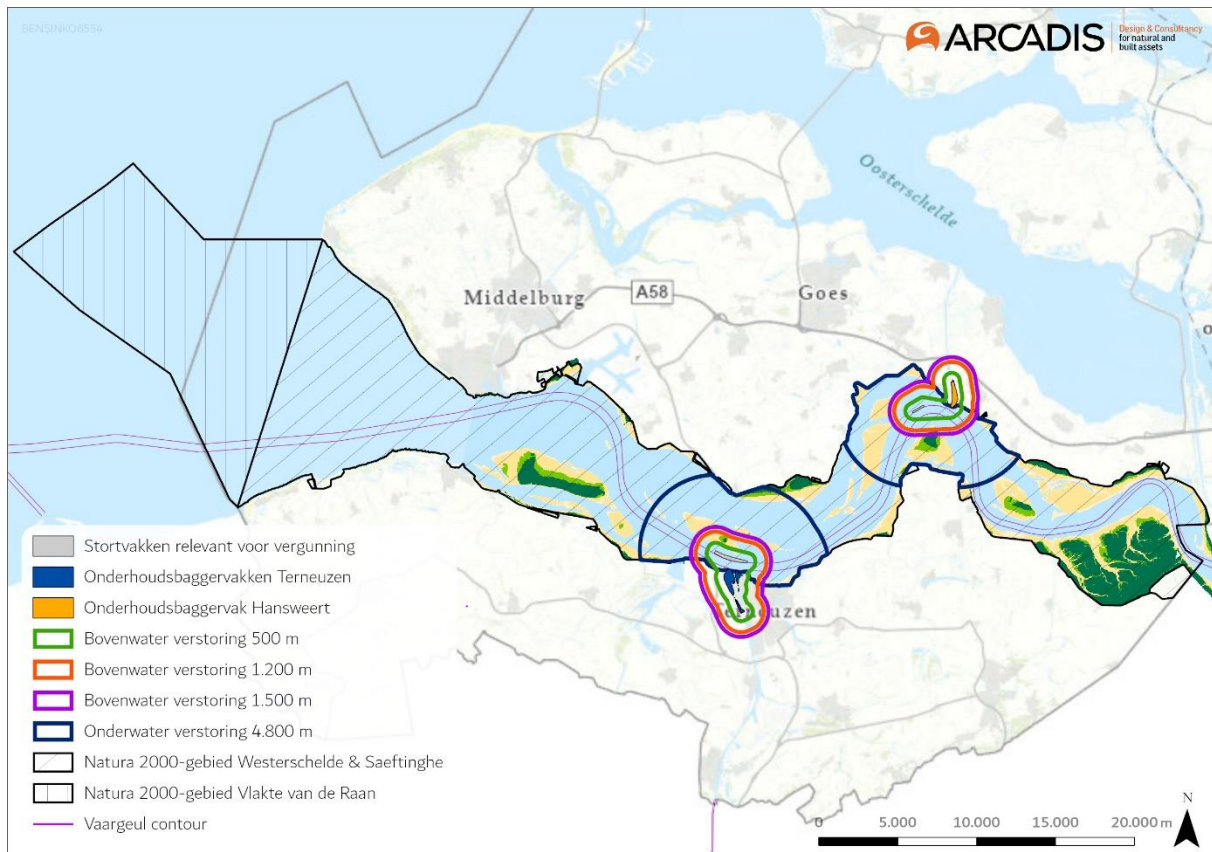 BENSINK06554
ARCADIS
Design & Consultancy
for natural and
built assets
Oosterschelde
Middelburg
A58
Goes
o
Terneuzen
Stortvakken relevant voor vergunning
Onderhoudsbaggervakken Terneuzen
Onderhoudsbaggervak Hansweert
Bovenwater verstoring 500 m
Bovenwater verstoring 1.200 m
Bovenwater verstoring 1.500 m
Onderwater verstoring 4.800 m
Natura 2000-gebied Westerschelde & Saeftinghe
Natura 2000-gebied Vlakte van de Raan
Vaargeul contour
N
0 5.000 10.000 15.000 20.000 m